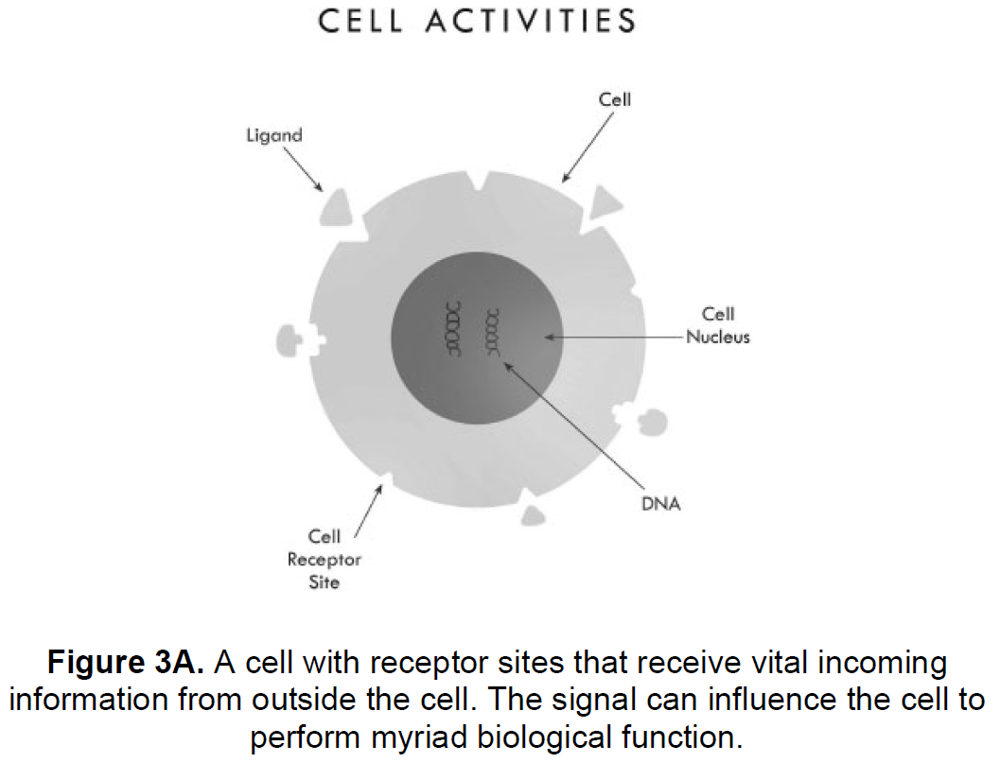 CELL ACTIVITIES
Cell
Ligand
Cell
Nucleus
DNA
Cell
Receptor
Site
Figure 3A. A cell with receptor sites that receive vital incoming
information from outside the cell. The signal can influence the cell to
perform myriad biological function.